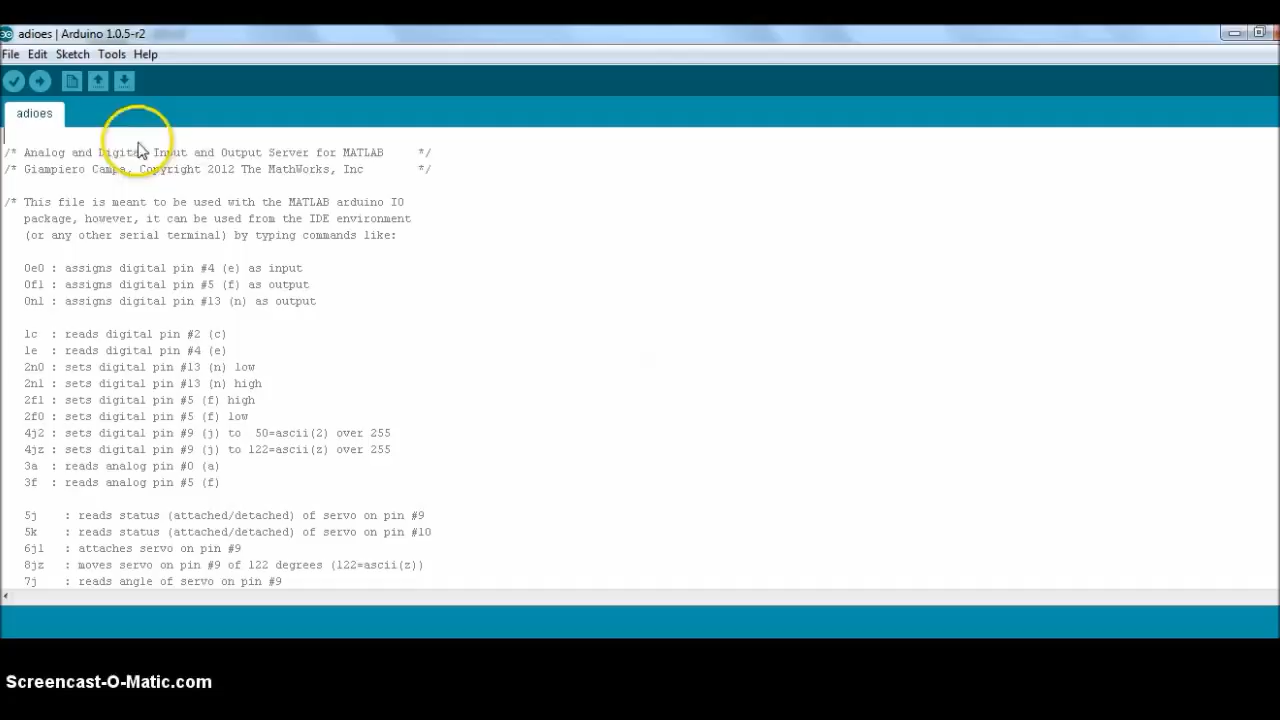 adioes | Arduino 1.0.5-r2
File Edit Sketch Tools Help
adioes
/* Analog and Digital Input and Output Server for MATLAB */
/* Giampiero Campa, Copyright 2012 The MathWorks, Inc */
/* This file is meant to be used with the MATLAB arduino IO
package, however, it can be used from the IDE environment
(or any other serial terminal) by typing commands like:
0e0 : assigns digital pin #4 (e) as input
0f1 : assigns digital pin #5 (f) as output
0n1 : assigns digital pin #13 (n) as output
1c : reads digital pin #2 (c)
1e : reads digital pin #4 (e)
2n0 : sets digital pin #13 (n) low
2n1 : sets digital pin #13 (n) high
2f1 : sets digital pin #5 (f) high
2f0 : sets digital pin #5 (f) low
4j2 : sets digital pin #9 (j) to 50=ascii(2) over 255
4jz : sets digital pin #9 (j) to 122=ascii(z) over 255
3a : reads analog pin #0 (a)
3f : reads analog pin #5 (f)
5j : reads status (attached/detached) of servo on pin #9
5k : reads status (attached/detached) of servo on pin #10
6j1 : attaches servo on pin #9
8jz : moves servo on pin #9 of 122 degrees (122=ascii(z))
7j : reads angle of servo on pin #9
Screencast-O-Matic.com